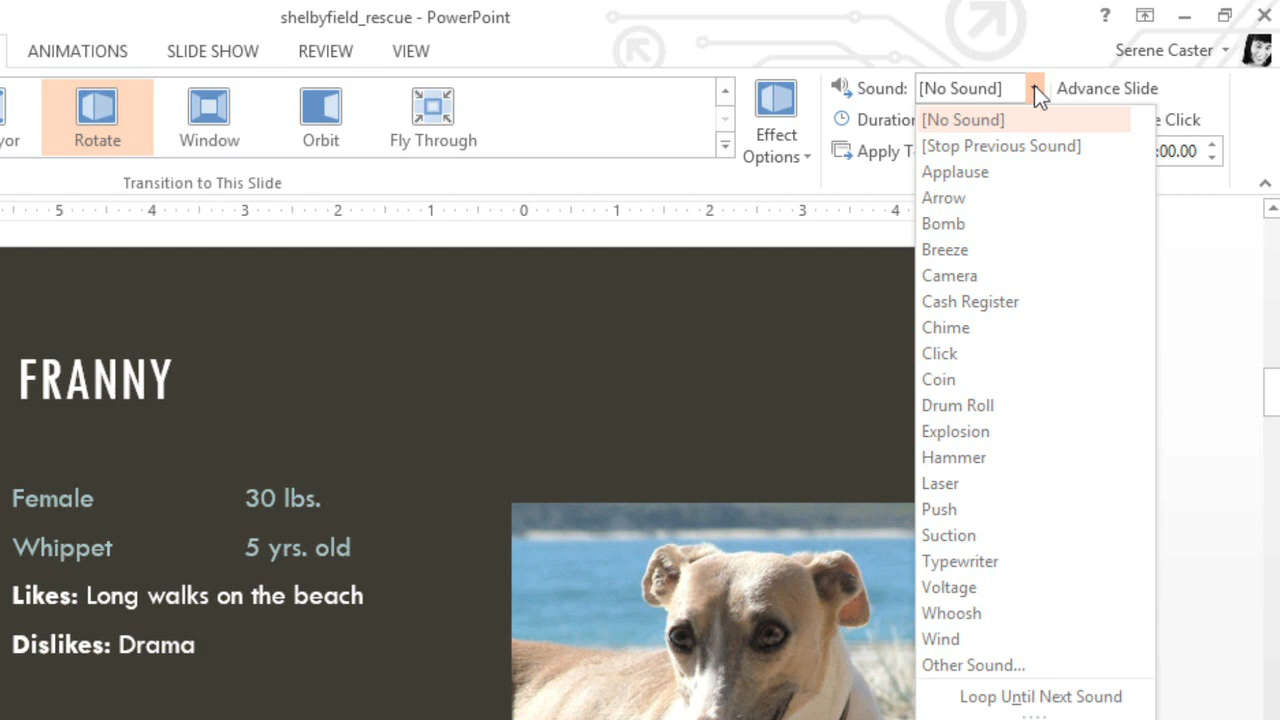 shelbyfield_rescue - PowerPoint
?
Serene Caster
ANIMATIONS SLIDE SHOW REVIEW VIEW
yor Rotate Window Orbit Fly Through
Effect Options
Transition to This Slide
Sound: [No Sound]
Advance Slide
Duration
e Click
Apply T
:00.00
5 4 3 2 1 0 1 2 3 4
[No Sound]
[Stop Previous Sound]
Applause
Arrow
Bomb
Breeze
Camera
Cash Register
Chime
Click
Coin
Drum Roll
Explosion
Hammer
Laser
Push
Suction
Typewriter
Voltage
Whoosh
Wind
Other Sound...
Loop Until Next Sound
FRANNY
Female 30 lbs.
Whippet 5 yrs. old
Likes: Long walks on the beach
Dislikes: Drama